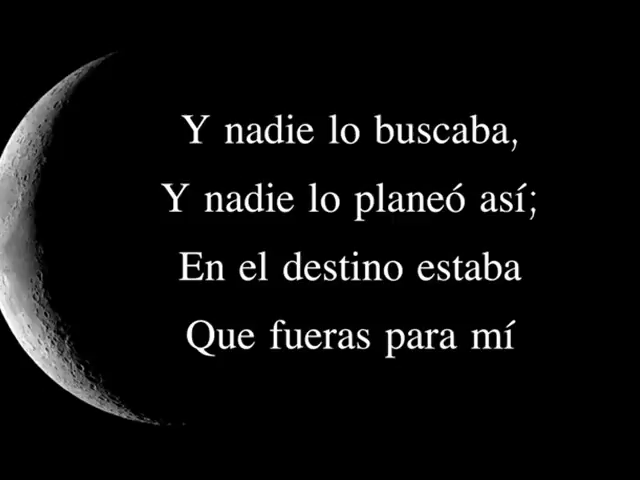 Y nadie lo buscaba,
Y nadie lo planeó así;
En el destino estaba
Que fueras para mí